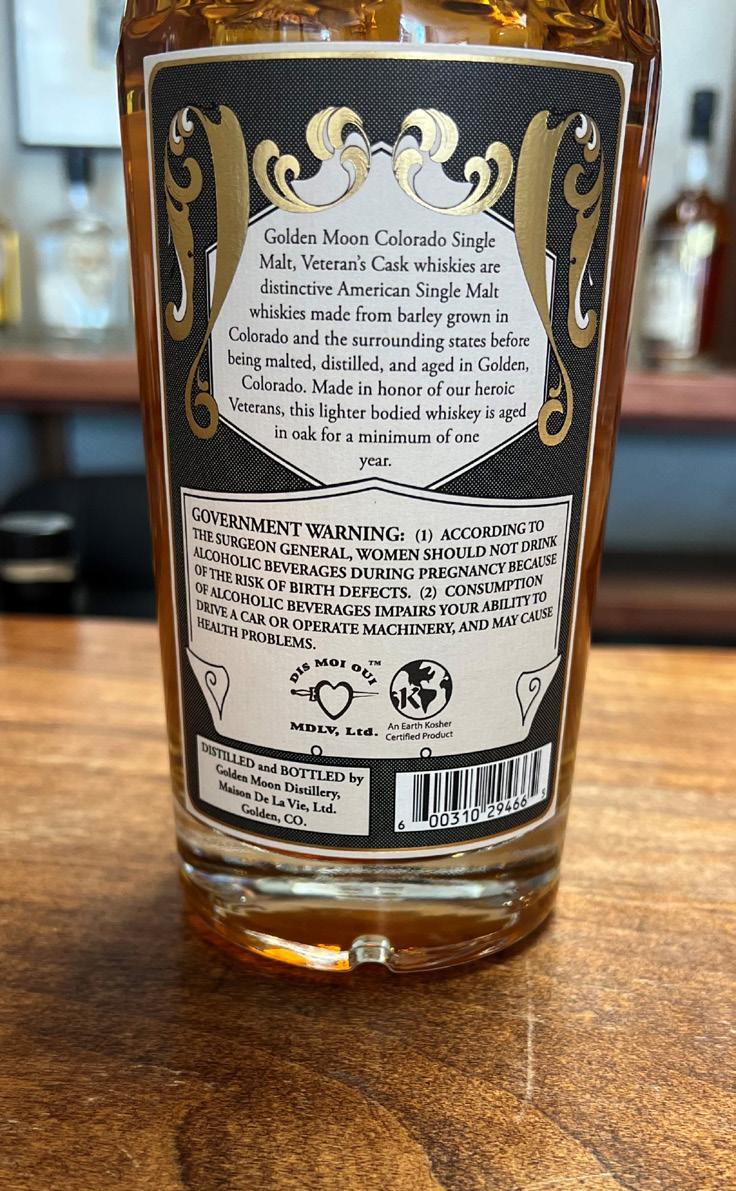 Golden Moon Colorado Single
Malt, Veteran's Cask whiskies are
distinctive American Single Malt
whiskies made from barley grown in
Colorado and the surrounding states before
being malted, distilled, and aged in Golden,
Colorado. Made in honor of our heroic
Veterans, this lighter bodied whiskey is aged
in oak for a minimum of one
year.
GOVERNMENT WARNING: (1) ACCORDING TO
THE SURGEON GENERAL, WOMEN SHOULD NOT DRINK
ALCOHOLIC BEVERAGES DURING PREGNANCY BECAUSE
OF THE RISK OF BIRTH DEFECTS. (2) CONSUMPTION
OF ALCOHOLIC BEVERAGES IMPAIRS YOUR ABILITY TO
DRIVE A CAR OR OPERATE MACHINERY, AND MAY CAUSE
HEALTH PROBLEMS.
DIS MOI OUI™
MDLV, Ltd.
K
An Earth Kosher
Certified Product
DISTILLED and BOTTLED by
Golden Moon Distillery,
Maison De La Vie, Ltd.
Golden, CO.
6 00310 29466 5